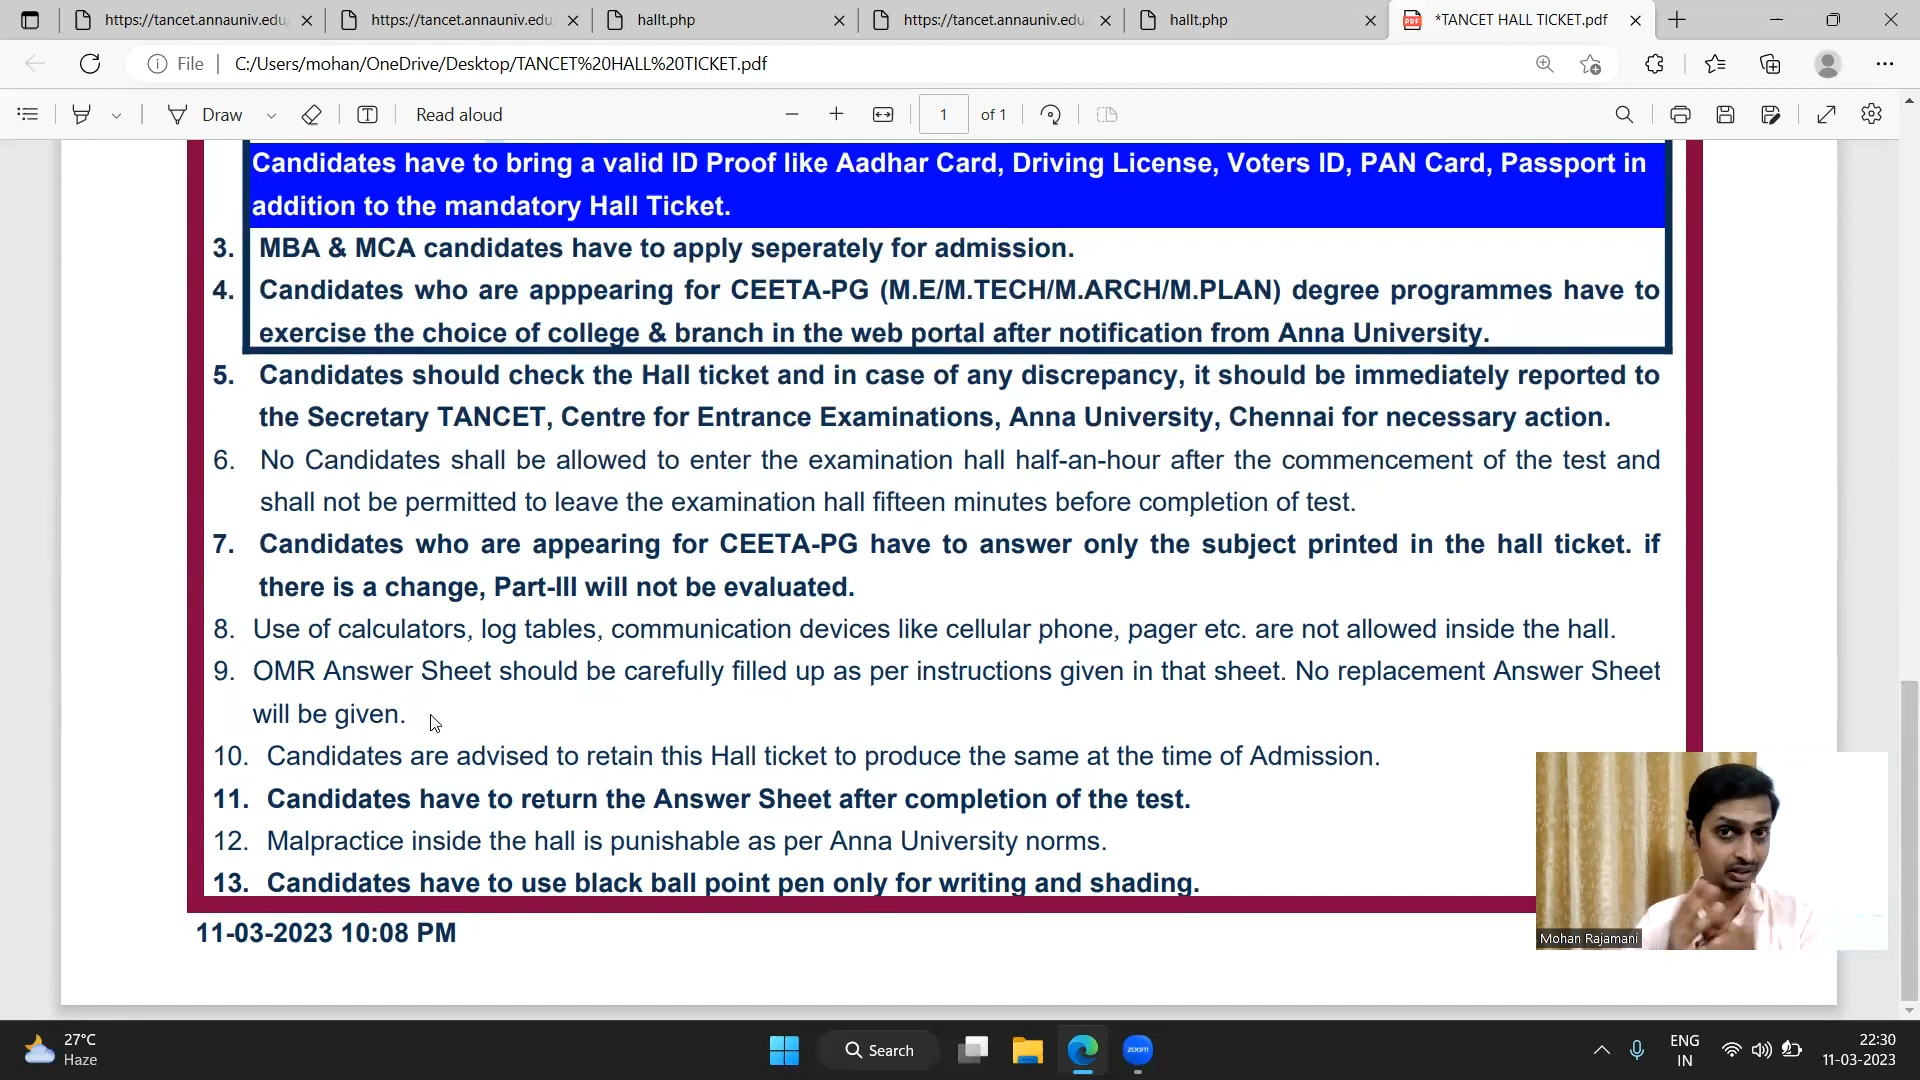 https://tancet.annauniv.edu
https://tancet.annauniv.edu
hallt.php
https://tancet.annauniv.edu
hallt.php
*TANCET HALL TICKET.pdf
File
C:/Users/mohan/OneDrive/Desktop/TANCET%20HALL%20TICKET.pdf
Draw
Read aloud
1
of 1
Candidates have to bring a valid ID Proof like Aadhar Card, Driving License, Voters ID, PAN Card, Passport in
addition to the mandatory Hall Ticket.
3. MBA & MCA candidates have to apply seperately for admission.
4. Candidates who are apppearing for CEETA-PG (M.E/M.TECH/M.ARCH/M.PLAN) degree programmes have to
exercise the choice of college & branch in the web portal after notification from Anna University.
5. Candidates should check the Hall ticket and in case of any discrepancy, it should be immediately reported to
the Secretary TANCET, Centre for Entrance Examinations, Anna University, Chennai for necessary action.
6. No Candidates shall be allowed to enter the examination hall half-an-hour after the commencement of the test and
shall not be permitted to leave the examination hall fifteen minutes before completion of test.
7. Candidates who are appearing for CEETA-PG have to answer only the subject printed in the hall ticket. if
there is a change, Part-III will not be evaluated.
8. Use of calculators, log tables, communication devices like cellular phone, pager etc. are not allowed inside the hall.
9. OMR Answer Sheet should be carefully filled up as per instructions given in that sheet. No replacement Answer Sheet
will be given.
10. Candidates are advised to retain this Hall ticket to produce the same at the time of Admission.
11. Candidates have to return the Answer Sheet after completion of the test.
12. Malpractice inside the hall is punishable as per Anna University norms.
13. Candidates have to use black ball point pen only for writing and shading.
11-03-2023 10:08 PM
Mohan Rajamani
27°C
Haze
Search
zoom
ENG
IN
22:30
11-03-2023